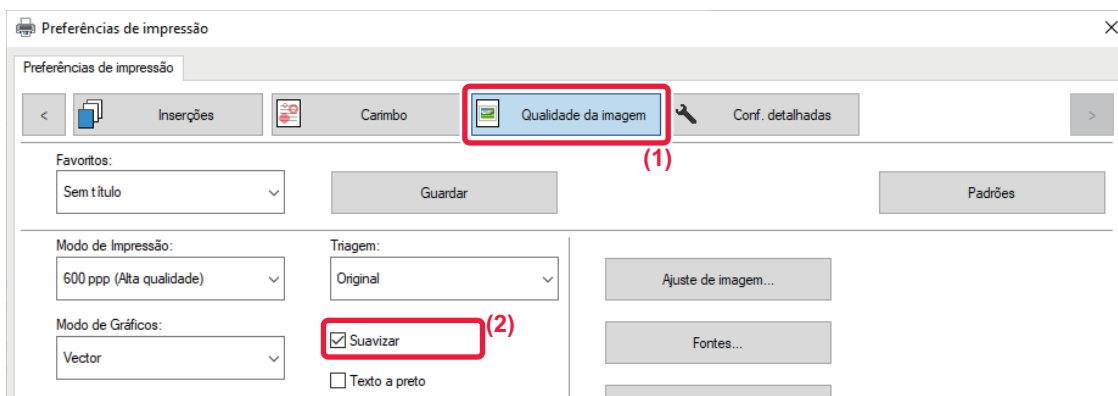 Preferências de impressão
Preferências de impressão
< Inserções Carimbo Qualidade da imagem Conf. detalhadas >
(1)
Favoritos:
Sem título Guardar Padrões
Modo de Impressão: Triagem:
600 ppp (Alta qualidade) Original Ajuste de imagem...
Modo de Gráficos: (2)
Vector Suavizar Fontes...
Texto a preto